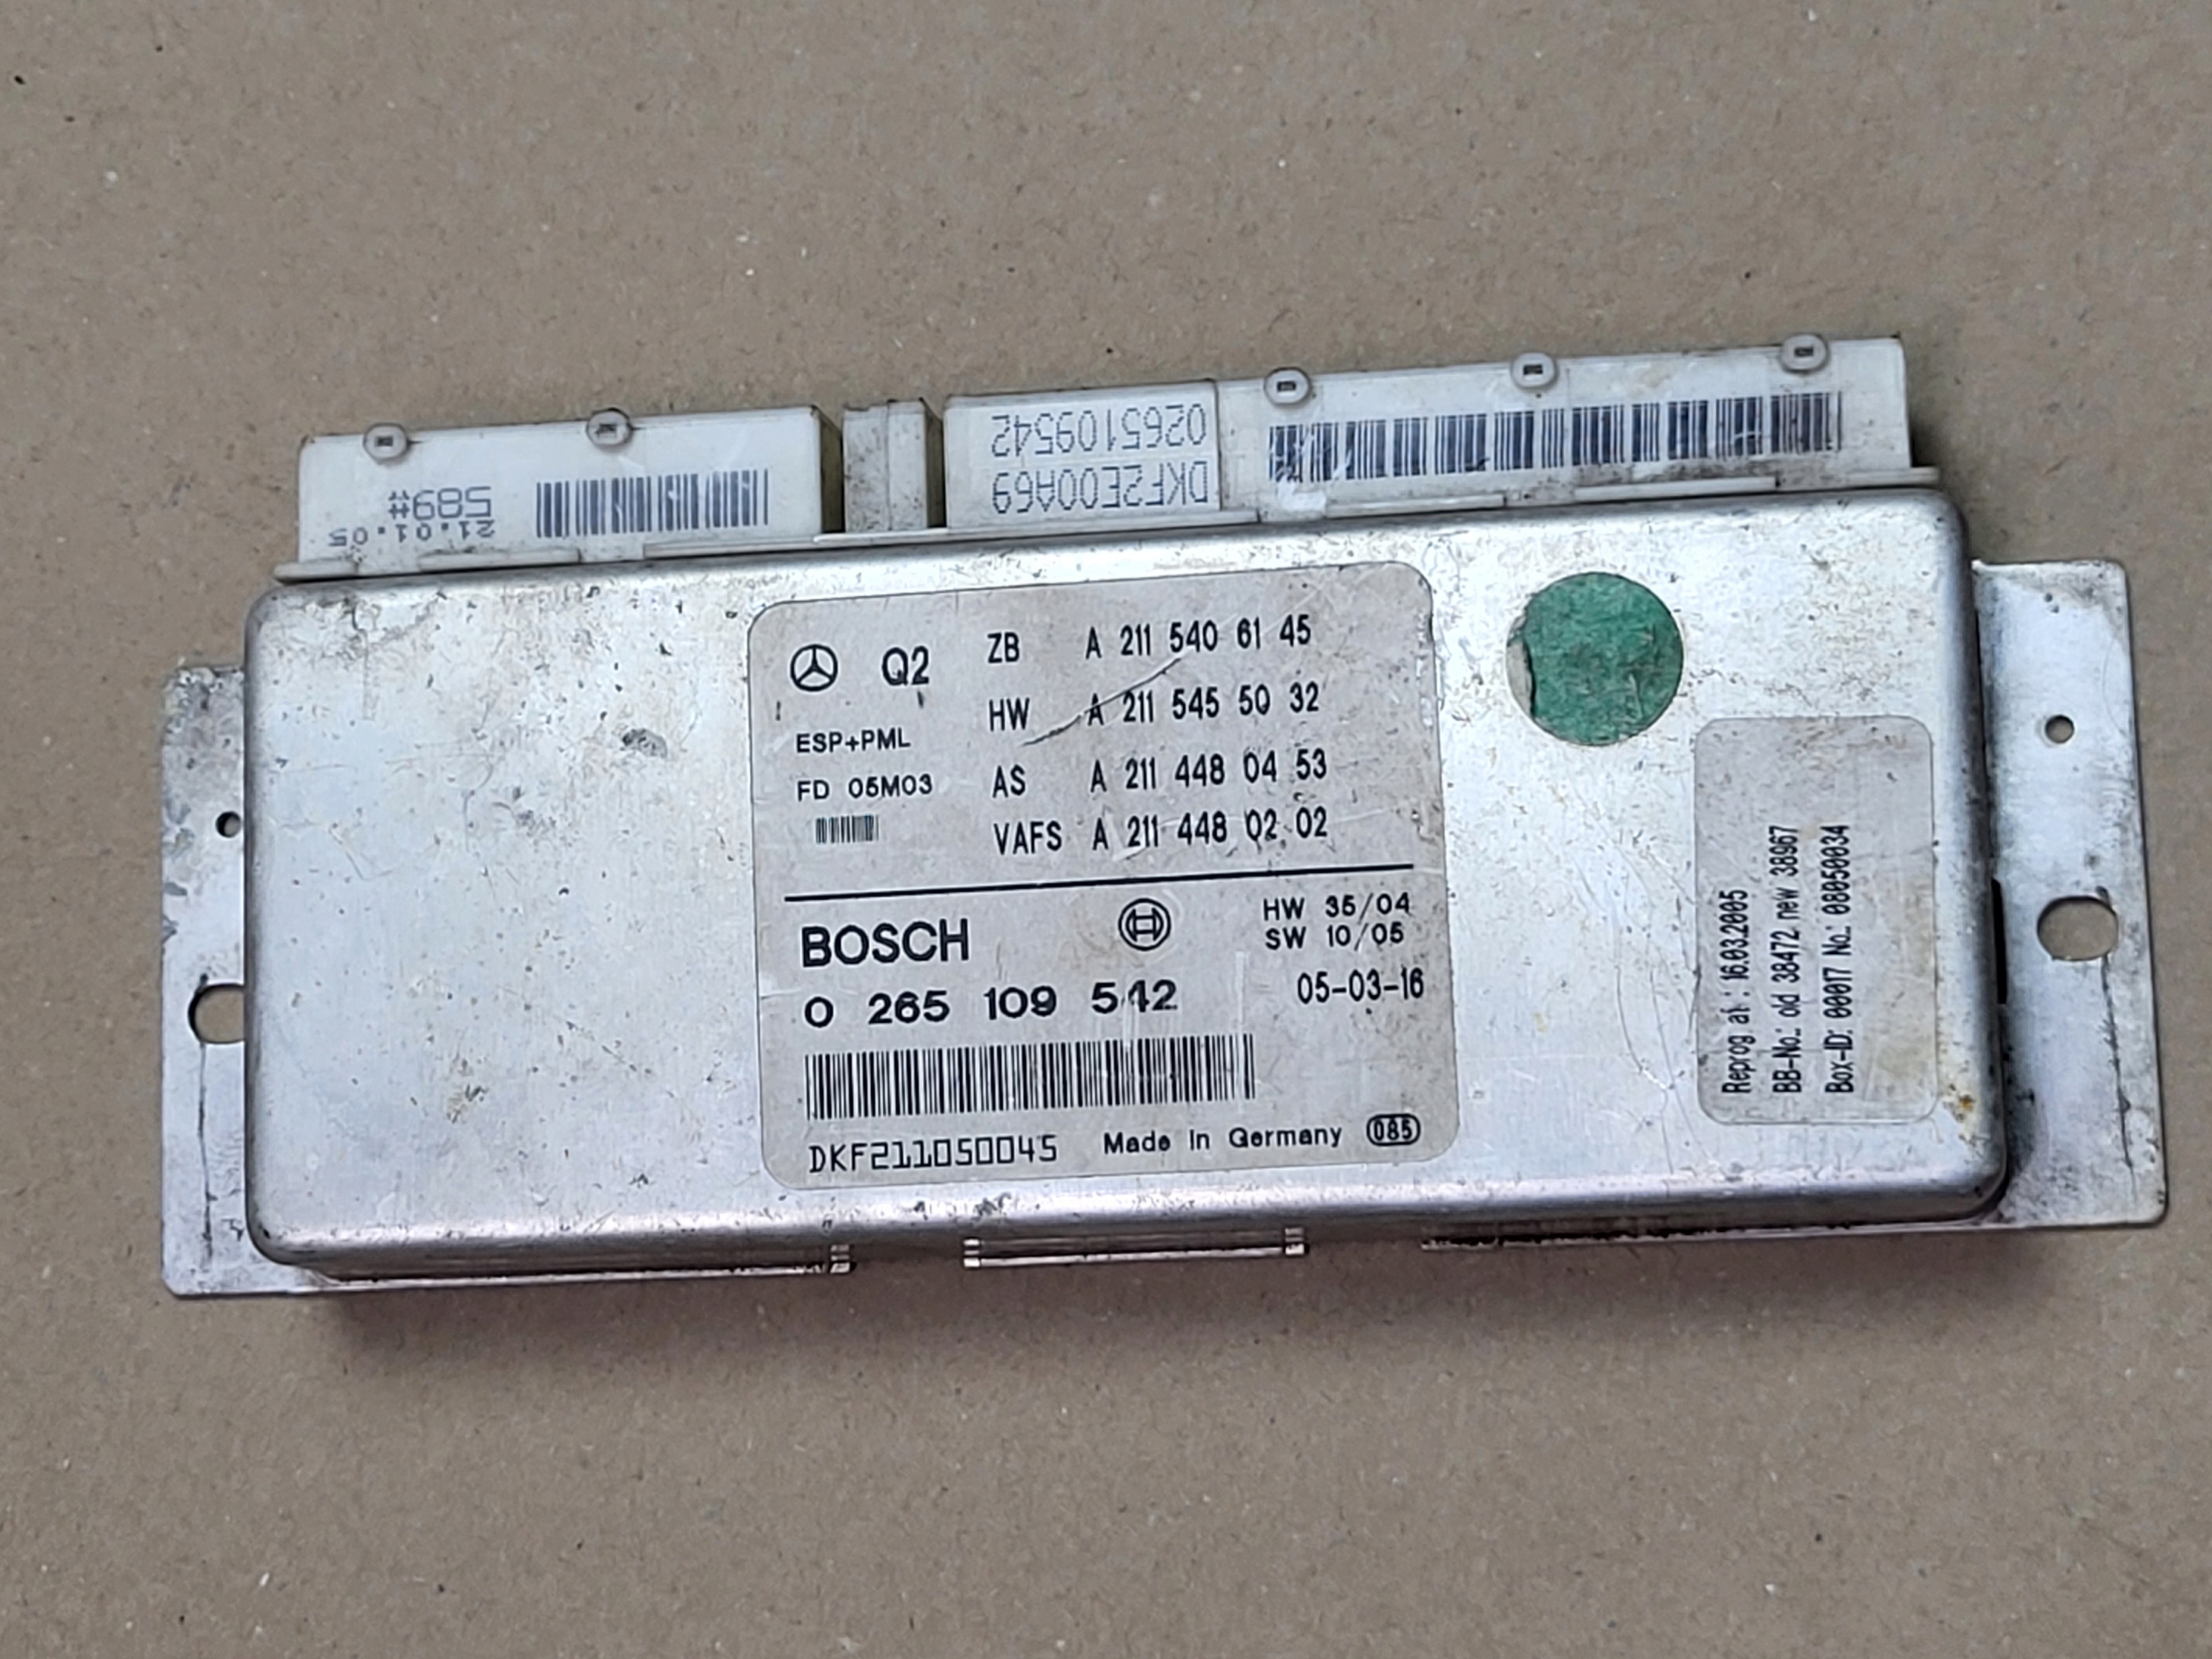 0265109542
DKF2E00A69
589#
21.01.05
Q2
ZB A 211 540 61 45
HW A 211 545 50 32
ESP+PML
FD 05M03
AS A 211 448 04 53
VAFS A 211 448 02 02
BOSCH
HW 35/04
SW 10/05
0 265 109 542
05-03-16
DKF211050045 Made in Germany 085
Reprog at : 16.03.2005
BB-No.: old 38472 new 38967
Box-ID: 00017 No.: 08050034